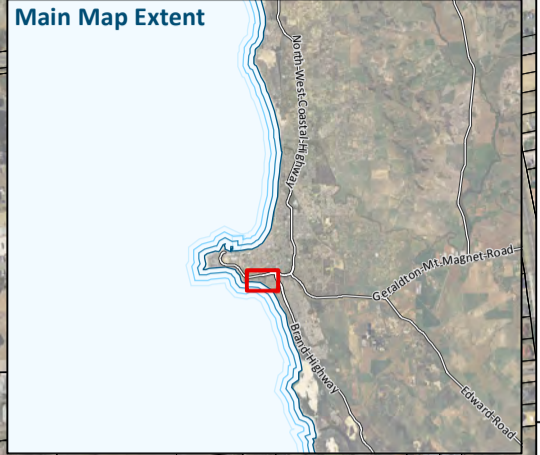 Main Map Extent
North-West-Coastal-Highway
Geraldton-Mt-Magnet-Road
Brand-Highway
Edward-Road